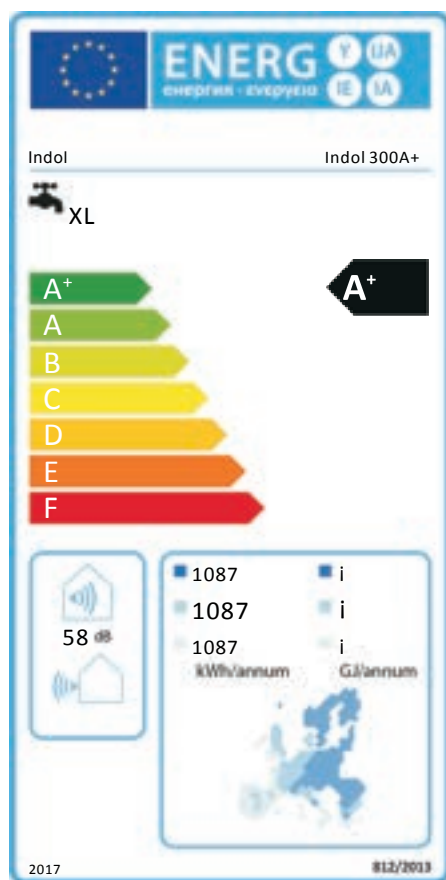 ENERG Y UA
енергия · ενεργεια IE IA
Indol Indol 300A+
XL
A+ A+
A
B
C
D
E
F
1087 i
1087 i
58 dB
1087 i
kWh/annum GJ/annum
2017 812/2013